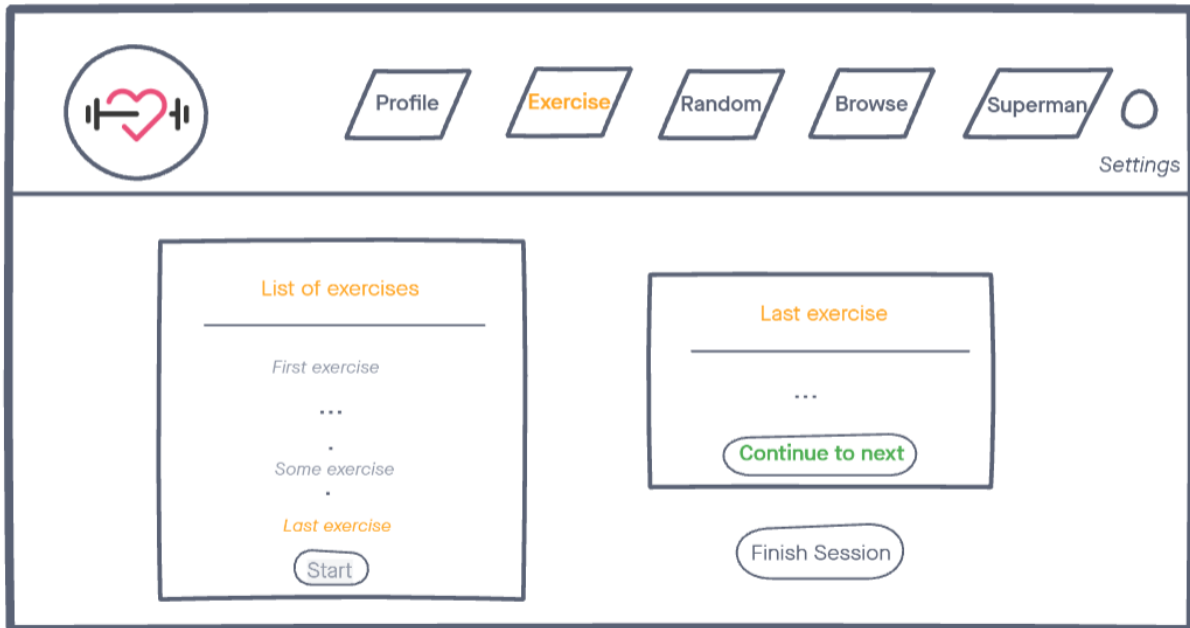 Profile
Exercise
Random
Browse
Superman
Settings
List of exercises
First exercise
...
.
Some exercise
.
Last exercise
Start
Last exercise
...
Continue to next
Finish Session